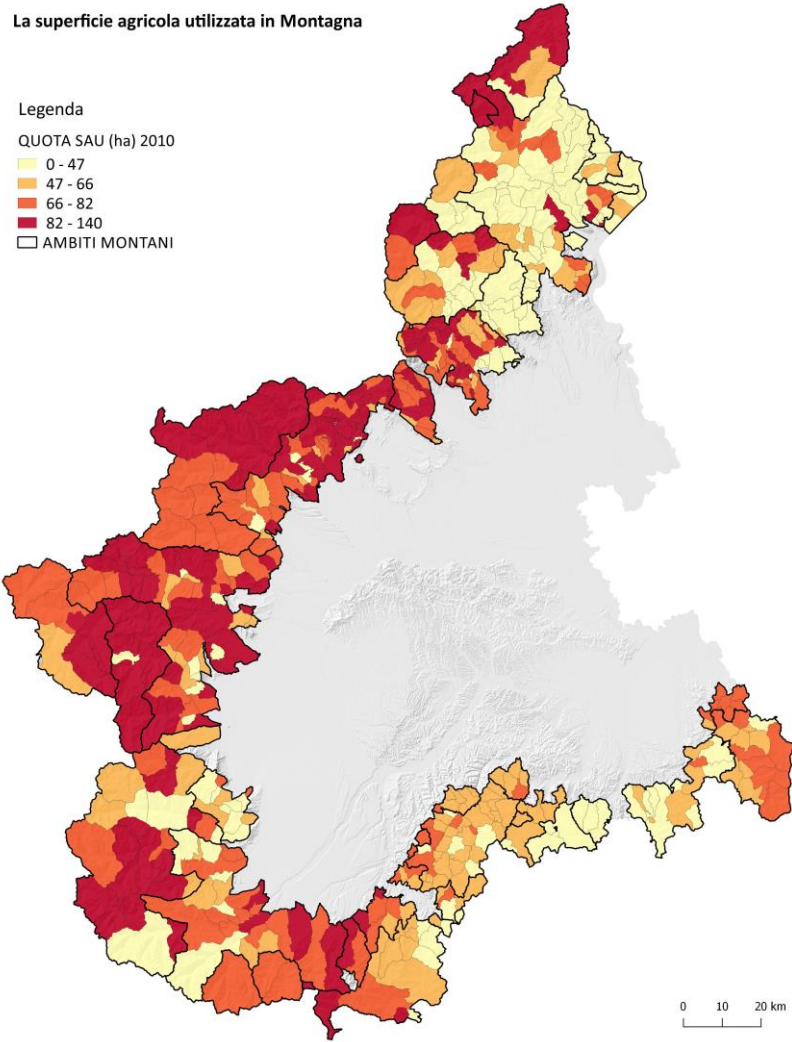 La superficie agricola utilizzata in Montagna
Legenda
QUOTA SAU (ha) 2010
0 - 47
47 - 66
66 - 82
82 - 140
AMBITI MONTANI
0 10 20 km